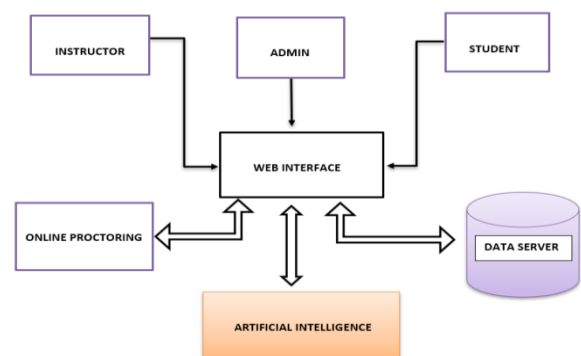 INSTRUCTOR
ADMIN
STUDENT
WEB INTERFACE
ONLINE PROCTORING
DATA SERVER
ARTIFICIAL INTELLIGENCE